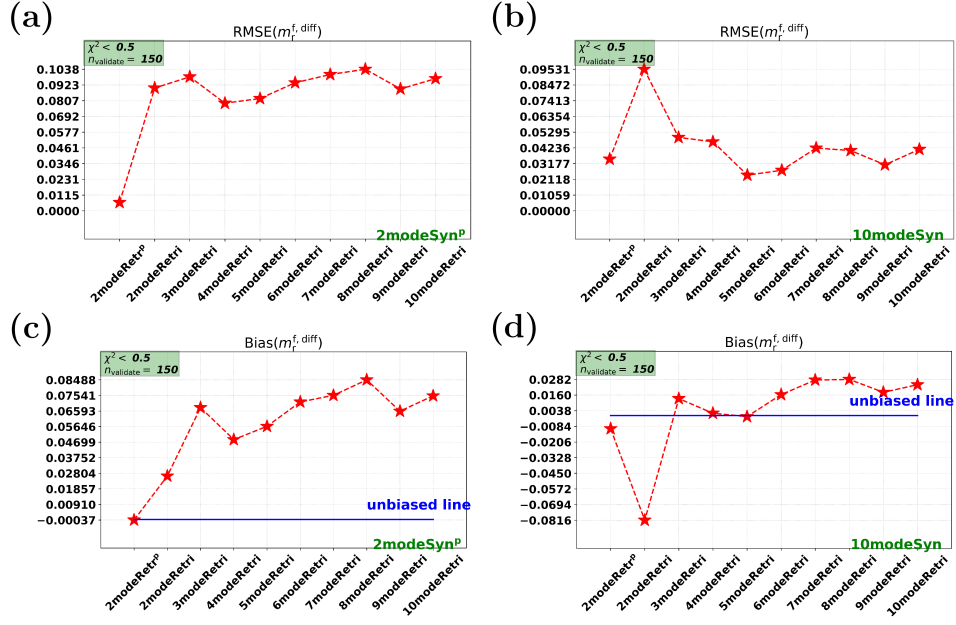 (a)
RMSE(m_r^{f, diff})
χ² < 0.5
n_validate = 150
0.1038
0.0923
0.0807
0.0692
0.0577
0.0461
0.0346
0.0231
0.0115
0.0000
2modeSyn^p
2modeRetr^p
2modeRetri
3modeRetri
4modeRetri
5modeRetri
6modeRetri
7modeRetri
8modeRetri
9modeRetri
10modeRetri
(b)
RMSE(m_r^{f, diff})
χ² < 0.5
n_validate = 150
0.09531
0.08472
0.07413
0.06354
0.05295
0.04236
0.03177
0.02118
0.01059
0.00000
10modeSyn
2modeRetr^p
2modeRetri
3modeRetri
4modeRetri
5modeRetri
6modeRetri
7modeRetri
8modeRetri
9modeRetri
10modeRetri
(c)
Bias(m_r^{f, diff})
χ² < 0.5
n_validate = 150
0.08488
0.07541
0.06593
0.05646
0.04699
0.03752
0.02804
0.01857
0.00910
−0.00037
unbiased line
2modeSyn^p
2modeRetr^p
2modeRetri
3modeRetri
4modeRetri
5modeRetri
6modeRetri
7modeRetri
8modeRetri
9modeRetri
10modeRetri
(d)
Bias(m_r^{f, diff})
χ² < 0.5
n_validate = 150
0.0282
0.0160
0.0038
−0.0084
−0.0206
−0.0328
−0.0450
−0.0572
−0.0694
−0.0816
unbiased line
10modeSyn
2modeRetr^p
2modeRetri
3modeRetri
4modeRetri
5modeRetri
6modeRetri
7modeRetri
8modeRetri
9modeRetri
10modeRetri